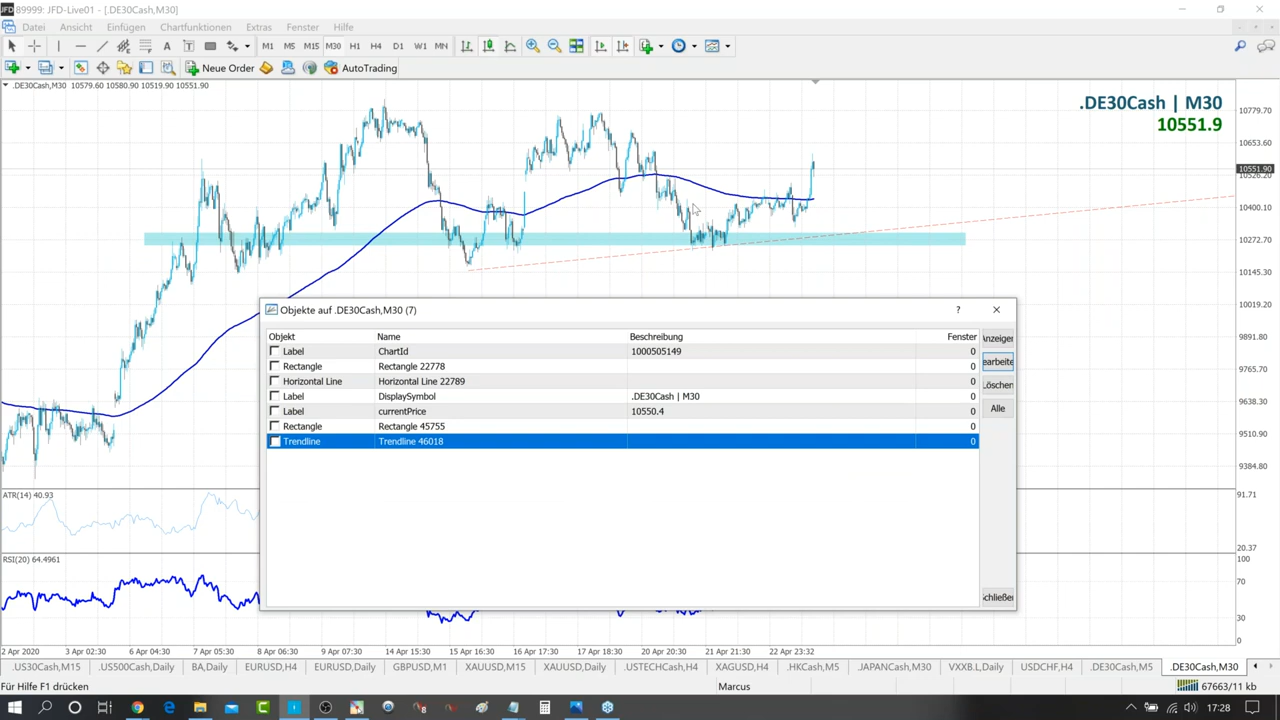 JFD 89999: JFD-Live01 - [.DE30Cash,M30]
Datei Ansicht Einfügen Chartfunktionen Extras Fenster Hilfe
A T M1 M5 M15 M30 H1 H4 D1 W1 MN
New Order AutoTrading
.DE30Cash,M30 10579.60 10580.90 10519.90 10551.90
.DE30Cash | M30
10551.9
10779.70
10653.60
10551.90
10526.20
10400.10
10272.70
10145.30
10019.20
9891.80
9765.70
9638.30
9510.90
9384.80
Objekte auf .DE30Cash,M30 (7) ?
Objekt Name Beschreibung Fenster
Anzeigen
Label ChartId 1000505149 0
Rectangle Rectangle 22778 0
earbeite
Horizontal Line Horizontal Line 22789 0
Löschen
Label DisplaySymbol .DE30Cash | M30 0
Label currentPrice 10550.4 0
Alle
Rectangle Rectangle 45755 0
Trendline Trendline 46018 0
chließen
ATR(14) 40.93
91.71
20.37
RSI(20) 64.4961
100
70
30
0
2 Apr 2020 3 Apr 02:30 6 Apr 04:30 7 Apr 05:30 8 Apr 06:30 9 Apr 07:30 14 Apr 15:30 15 Apr 16:30 16 Apr 17:30 17 Apr 18:30 20 Apr 20:30 21 Apr 21:30 22 Apr 23:32
.US30Cash,M15 .US500Cash,Daily BA,Daily EURUSD,H4 EURUSD,Daily GBPUSD,M1 XAUUSD,M15 XAUUSD,Daily .USTECHCash,H4 XAGUSD,H4 .HKCash,M5 .JAPANCash,M30 VXXB.L,Daily USDCHF,H4 .DE30Cash,M5 .DE30Cash,M30
Für Hilfe F1 drücken Marcus 67663/11 kb
17:28